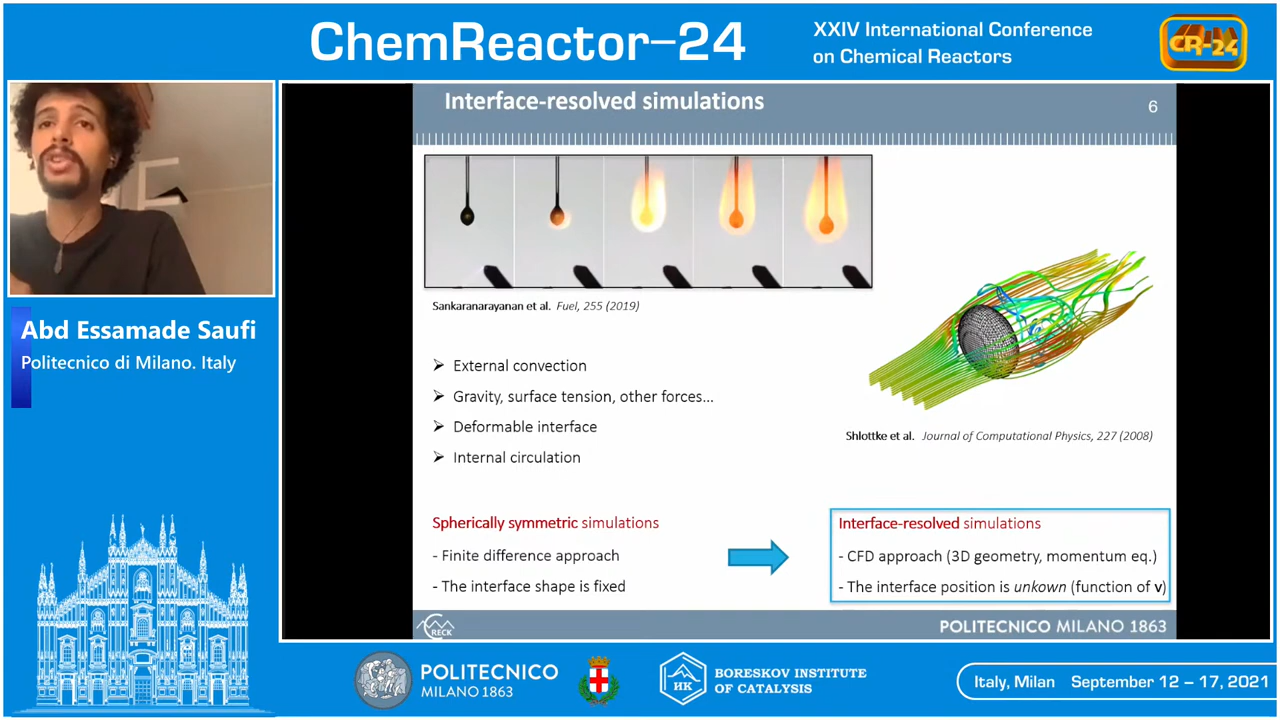 ChemReactor–24
XXIV International Conference
on Chemical Reactors
CR-24
Interface-resolved simulations
6
Sankaranarayanan et al. Fuel, 255 (2019)
Abd Essamade Saufi
Politecnico di Milano. Italy
➢ External convection
➢ Gravity, surface tension, other forces...
➢ Deformable interface
➢ Internal circulation
Shlottke et al. Journal of Computational Physics, 227 (2008)
Spherically symmetric simulations
- Finite difference approach
- The interface shape is fixed
Interface-resolved simulations
- CFD approach (3D geometry, momentum eq.)
- The interface position is unkown (function of v)
CRECK
POLITECNICO MILANO 1863
POLITECNICO
MILANO 1863
НК
BORESKOV INSTITUTE
OF CATALYSIS
Italy, Milan September 12 – 17, 2021